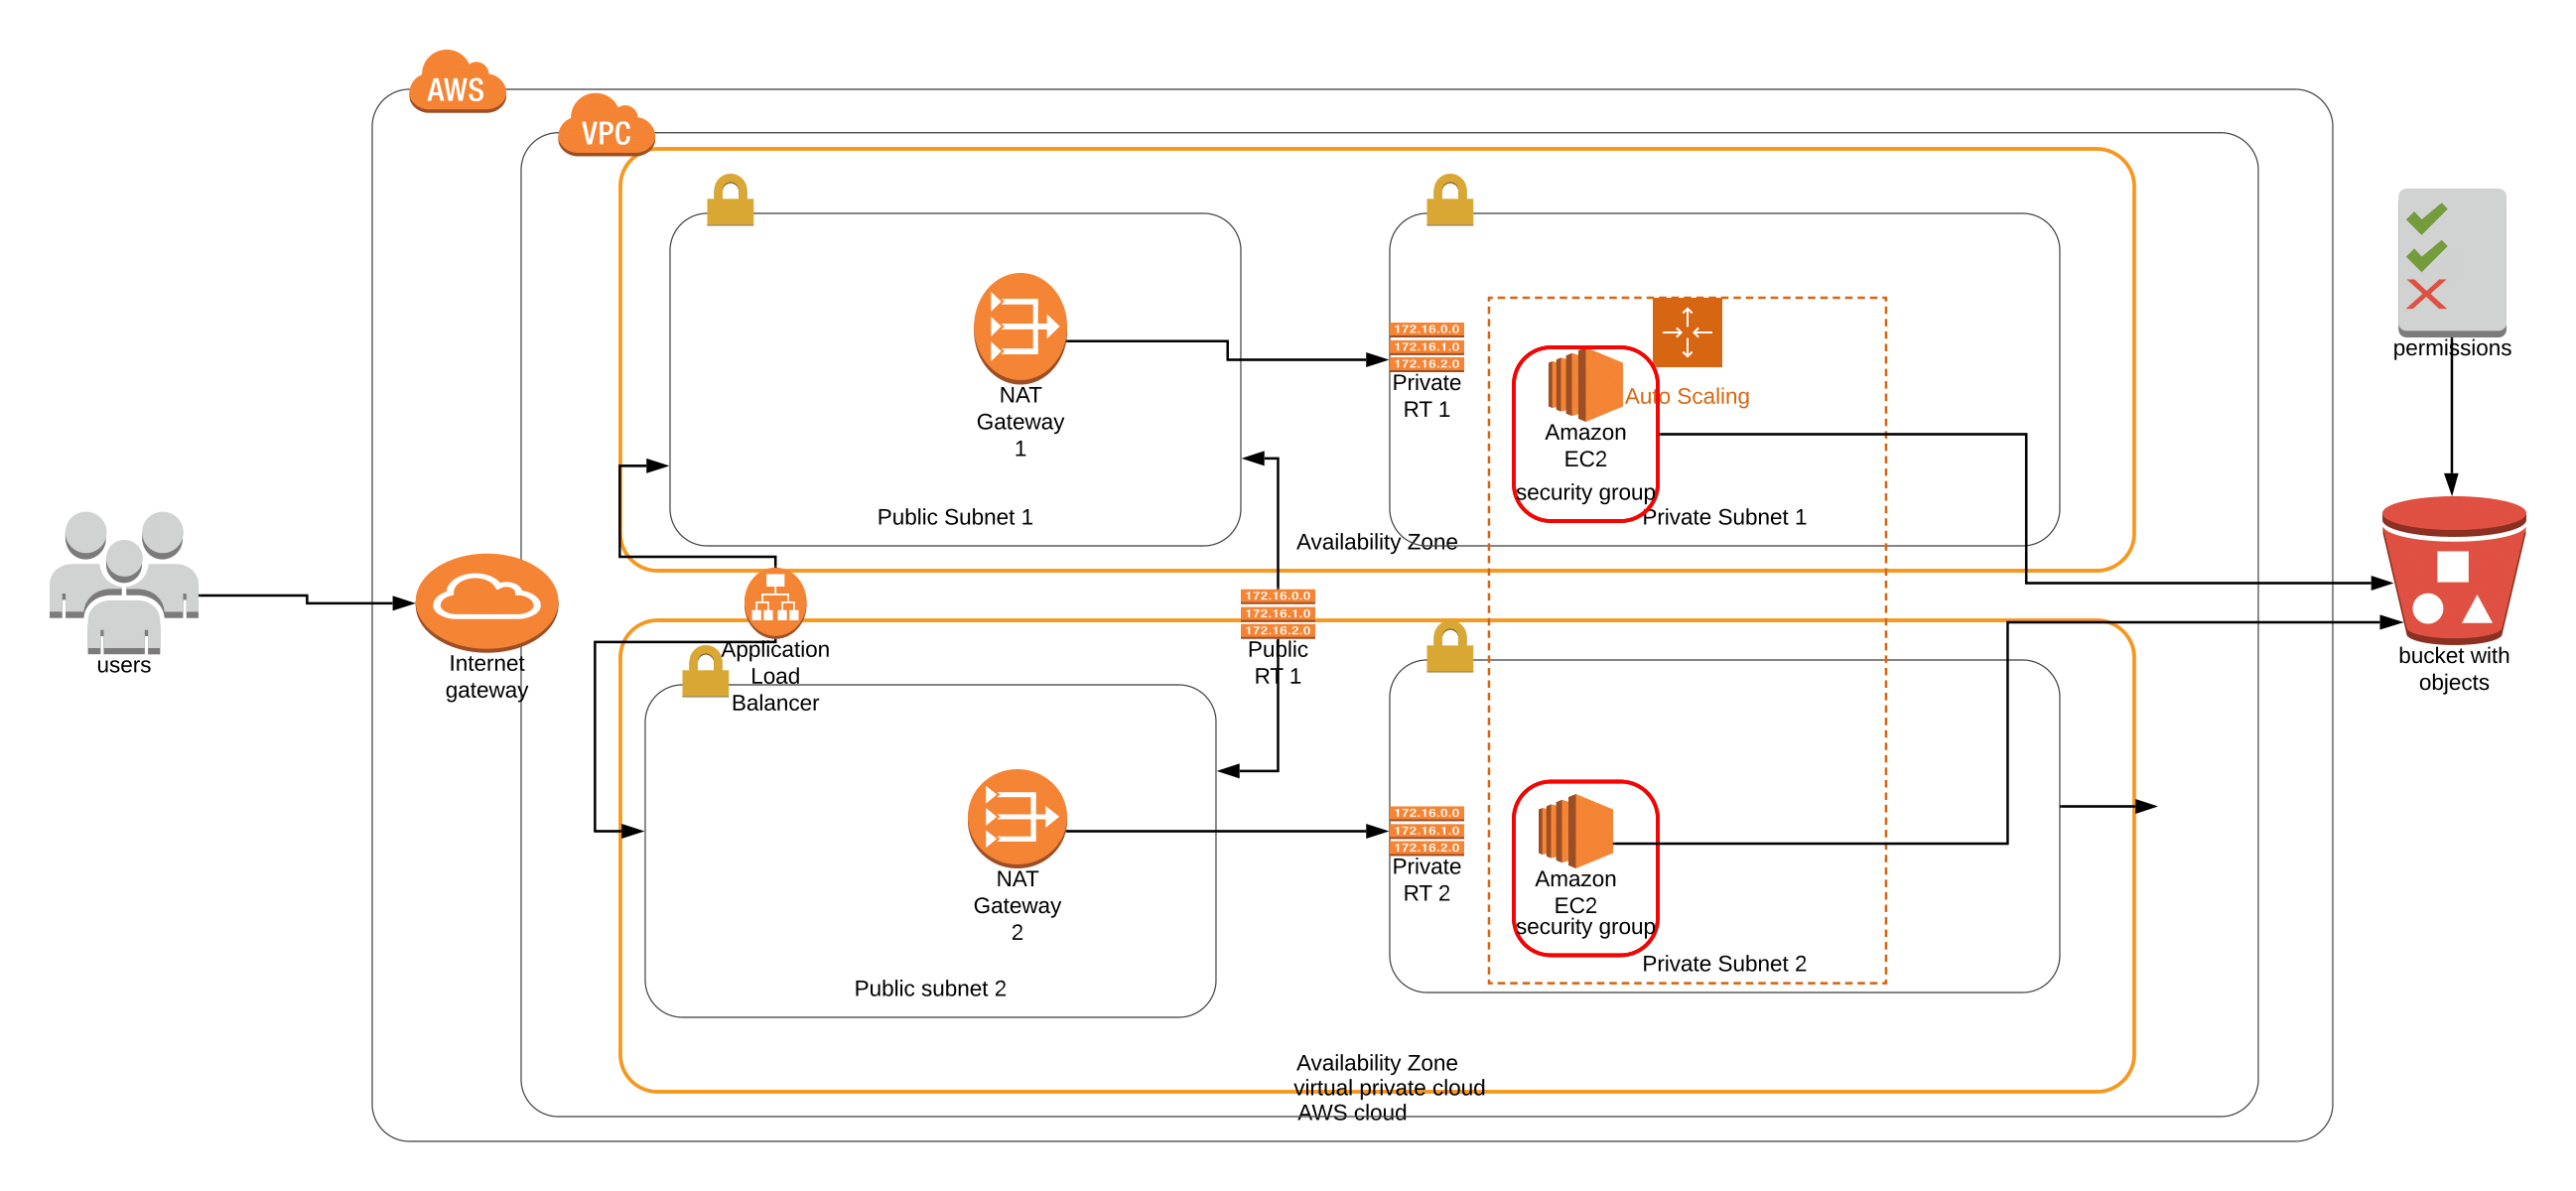 AWS
VPC
172.16.0.0
172.16.1.0
172.16.2.0
Private
RT 1
NAT
Gateway
1
Auto Scaling
Amazon
EC2
security group
Public Subnet 1
Private Subnet 1
Availability Zone
permissions
users
Internet
gateway
Application
Load
Balancer
172.16.0.0
172.16.1.0
172.16.2.0
Public
RT 1
bucket with
objects
172.16.0.0
172.16.1.0
172.16.2.0
Private
RT 2
NAT
Gateway
2
Amazon
EC2
security group
Private Subnet 2
Public subnet 2
Availability Zone
virtual private cloud
AWS cloud